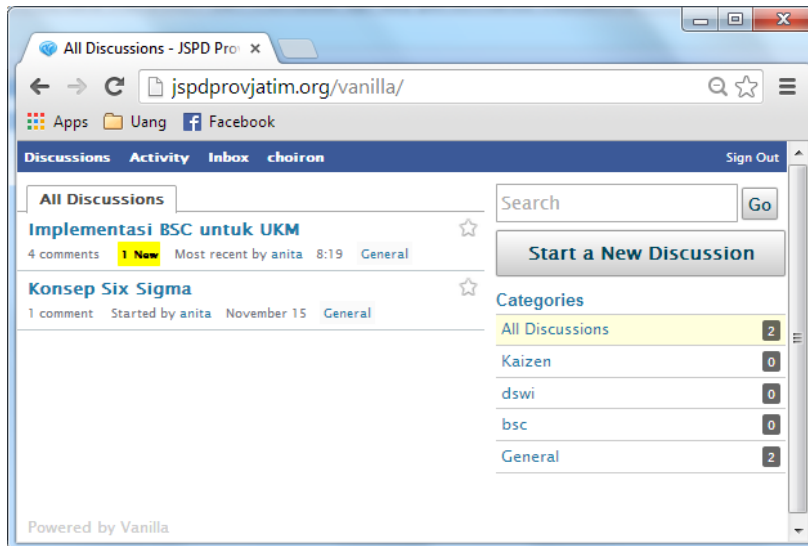 All Discussions - JSPD Prov
jspdprovjatim.org/vanilla/
Apps Uang Facebook
Discussions Activity Inbox choiron Sign Out
All Discussions
Implementasi BSC untuk UKM
4 comments 1 New Most recent by anita 8:19 General
Konsep Six Sigma
1 comment Started by anita November 15 General
Search Go
Start a New Discussion
Categories
All Discussions 2
Kaizen 0
dswi 0
bsc 0
General 2
Powered by Vanilla